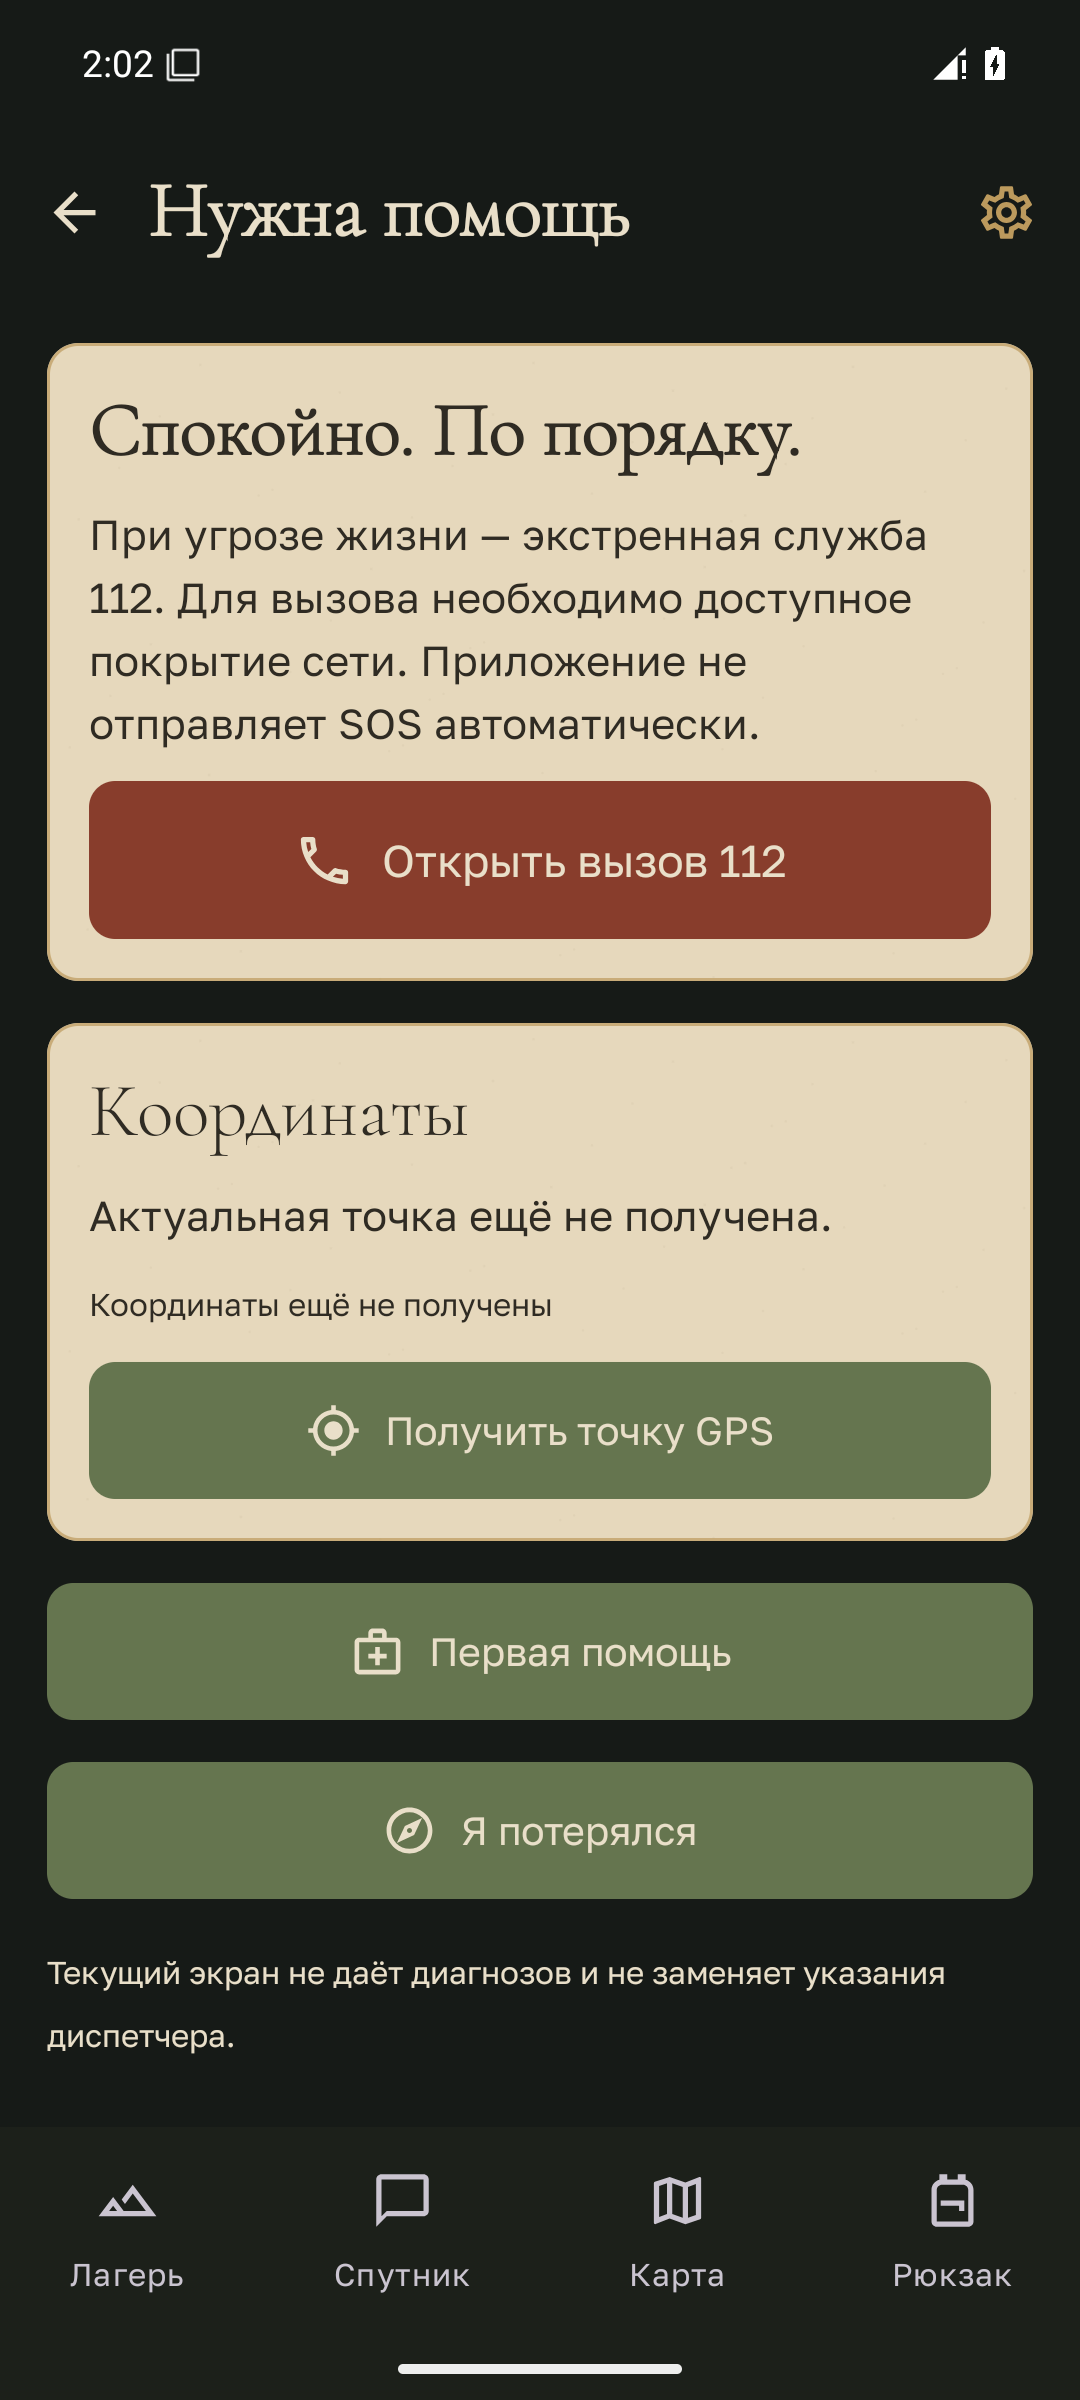 2:02
Нужна помощь
Спокойно. По порядку.
При угрозе жизни — экстренная служба
112. Для вызова необходимо доступное
покрытие сети. Приложение не
отправляет SOS автоматически.
Открыть вызов 112
Координаты
Актуальная точка ещё не получена.
Координаты ещё не получены
Получить точку GPS
Первая помощь
Я потерялся
Текущий экран не даёт диагнозов и не заменяет указания
диспетчера.
Лагерь
Спутник
Карта
Рюкзак